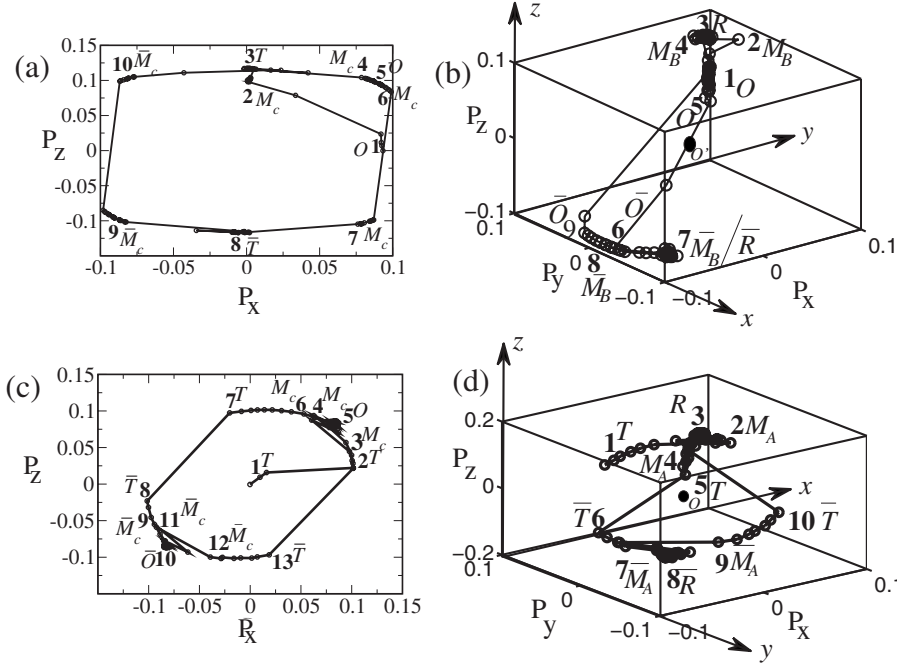 (a)
P_z
0.15
0.10
0.05
0
-0.05
-0.10
-0.15
-0.1
-0.05
0
0.05
0.1
P_x
10 M̄_c
3 T
M_c 4
5 O
6 M_c
2 M_c
O 1
9 M̄_c
8 T̄
7 M_c
(b)
z
3 R
M_B 4
2 M_B
1 O
5
O
O'
y
Ō
Ō
9
6
7 M̄_B/R̄
8
M̄_B
x
P_z
0.1
0
-0.1
0.1
P_y
0
-0.1
-0.1
0
0.1
P_x
(c)
P_z
0.15
0.10
0.05
0
-0.05
-0.10
-0.15
-0.1
-0.05
0
0.05
0.1
0.15
P_x
7 T
M_c 6
4 M_c
5 O
3 M_c
2 T
1 T
T̄ 8
9
11 M̄_c
M̄_c
Ō 10
12 M̄_c
13 T̄
(d)
z
R 3
2 M_A
1 T
M_A 4
5 T
O
x
T̄ 6
10 T̄
7 M̄_A
8 R̄
9 M̄_A
y
P_z
0.2
0
-0.2
0.1
P_y
0
-0.1
-0.1
0
0.1
P_x